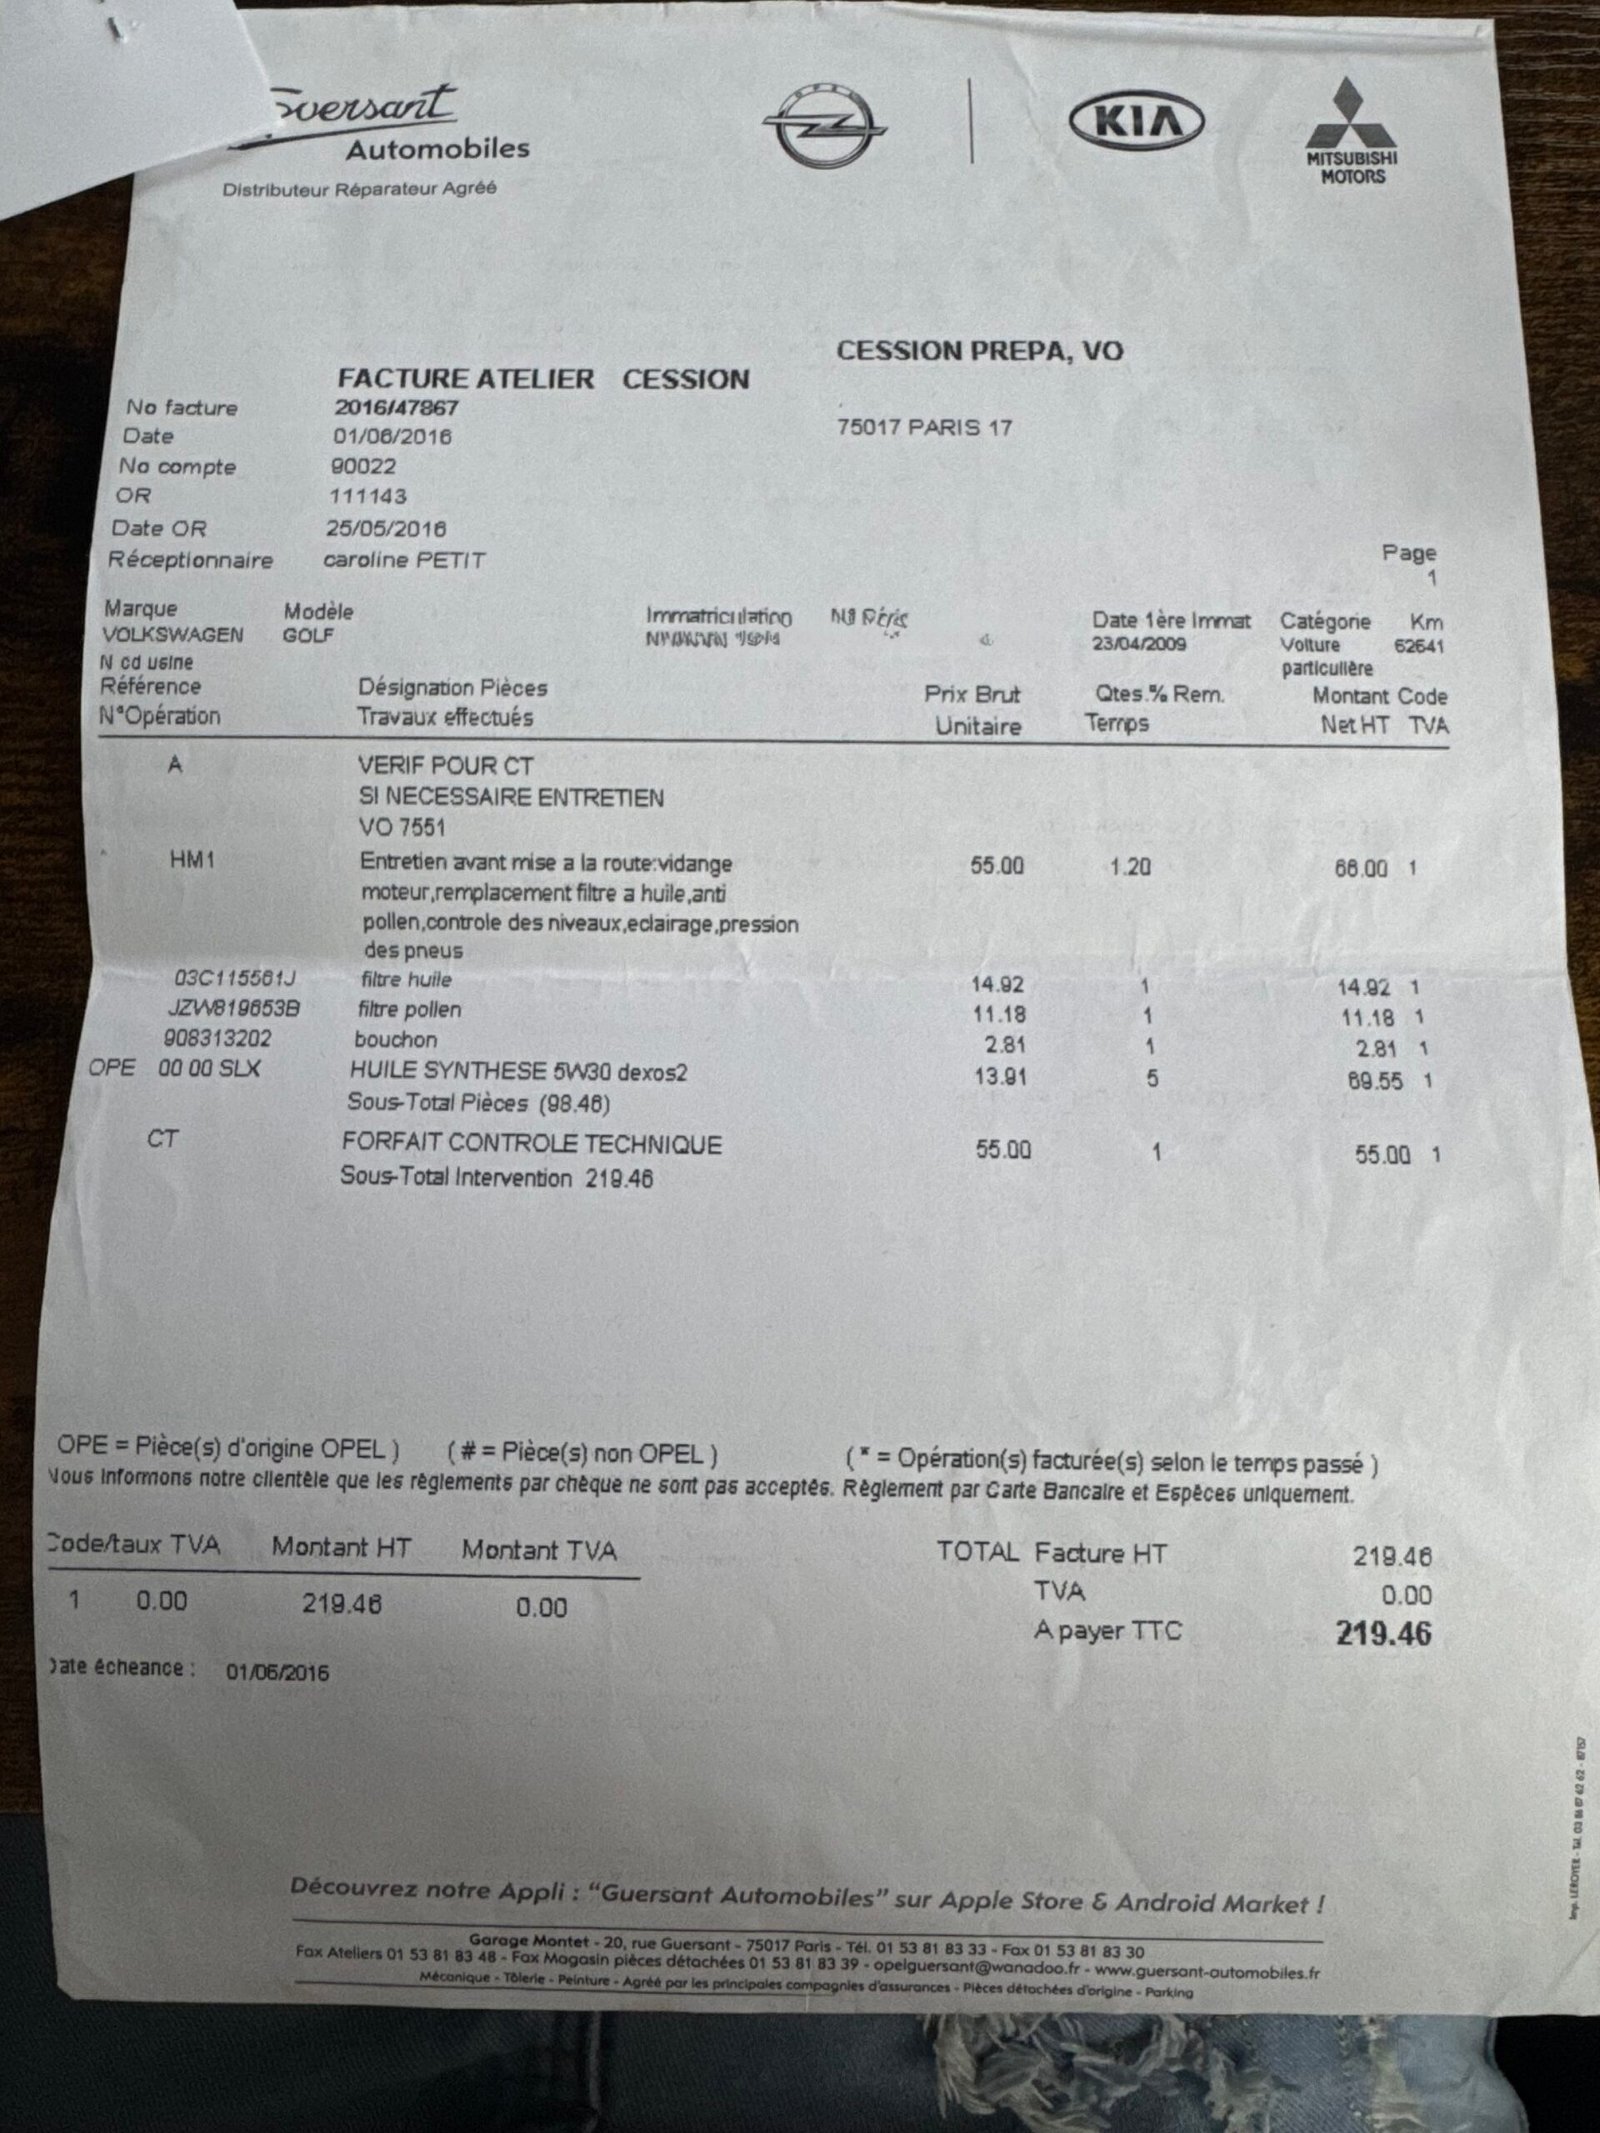 Guersant
Automobiles
Distributeur Réparateur Agréé
OPEL
KIA
MITSUBISHI
MOTORS
CESSION PREPA, VO
FACTURE ATELIER CESSION
No facture 2016/47867
75017 PARIS 17
Date 01/06/2016
No compte 90022
OR 111143
Date OR 25/05/2016
Réceptionnaire caroline PETIT
Page
1
Marque Modèle Immatriculation Date 1ère Immat Catégorie Km
VOLKSWAGEN GOLF 23/04/2009 Voiture 62641
N cd usine particulière
Référence Désignation Pièces Prix Brut Qtes.% Rem. Montant Code
N°Opération Travaux effectués Unitaire Temps Net HT TVA
A VERIF POUR CT
SI NECESSAIRE ENTRETIEN
VO 7551
HM1 Entretien avant mise a la route:vidange 55.00 1.20 66.00 1
moteur,remplacement filtre a huile,anti
pollen,controle des niveaux,eclairage,pression
des pneus
03C115561J filtre huile 14.92 1 14.92 1
JZW819653B filtre pollen 11.18 1 11.18 1
908313202 bouchon 2.81 1 2.81 1
OPE 00 00 SLX HUILE SYNTHESE 5W30 dexos2 13.91 5 69.55 1
Sous-Total Pièces (98.46)
CT FORFAIT CONTROLE TECHNIQUE 55.00 1 55.00 1
Sous-Total Intervention 219.46
OPE = Pièce(s) d'origine OPEL ) ( # = Pièce(s) non OPEL ) ( * = Opération(s) facturée(s) selon le temps passé )
Nous informons notre clientèle que les règlements par chèque ne sont pas acceptés. Règlement par Carte Bancaire et Espèces uniquement.
Code/taux TVA Montant HT Montant TVA TOTAL Facture HT 219.46
1 0.00 219.46 0.00 TVA 0.00
A payer TTC 219.46
Date écheance : 01/06/2016
Imp. LEROYER - Tél. 03 86 67 62 62 - 87157
Découvrez notre Appli : “Guersant Automobiles” sur Apple Store & Android Market !
Garage Montet - 20, rue Guersant - 75017 Paris - Tél. 01 53 81 83 33 - Fax 01 53 81 83 30
Fax Ateliers 01 53 81 83 48 - Fax Magasin pièces détachées 01 53 81 83 39 - opelguersant@wanadoo.fr - www.guersant-automobiles.fr
Mécanique - Tôlerie - Peinture - Agréé par les principales compagnies d'assurances - Pièces détachées d'origine - Parking